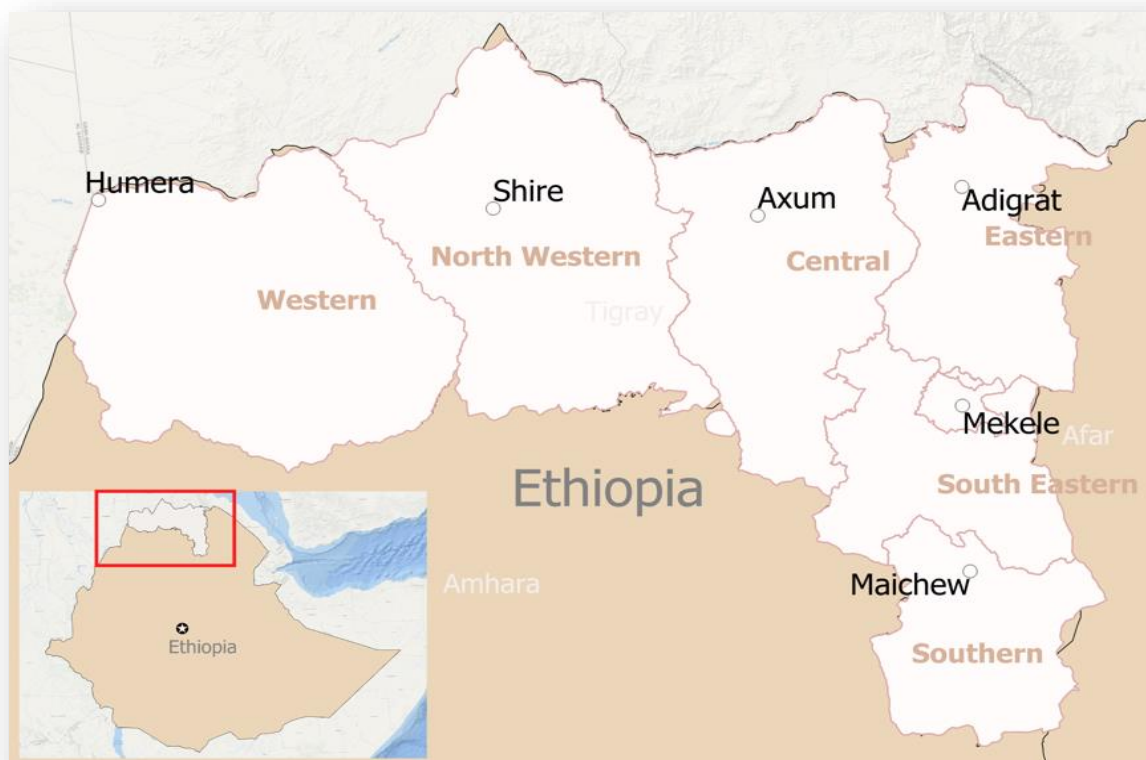 Humera
Shire
Axum
Adigrat
Eastern
North Western
Central
Western
Tigray
Mekele
Afar
Ethiopia
South Eastern
Amhara
Maichew
Southern
Ethiopia